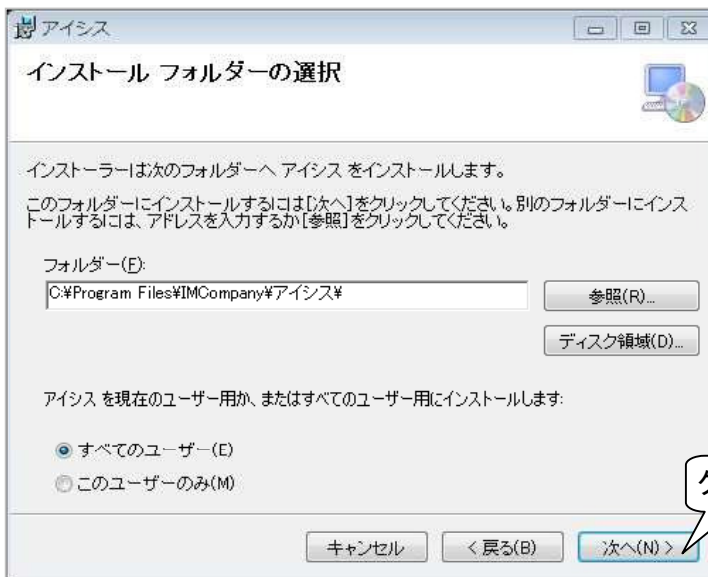 アイシス
インストール フォルダーの選択
インストーラーは次のフォルダーへ アイシス をインストールします。
このフォルダーにインストールするには[次へ]をクリックしてください。別のフォルダーにインス
トールするには、アドレスを入力するか[参照]をクリックしてください。
フォルダー(F):
C:¥Program Files¥IMCompany¥アイシス¥
参照(R)...
ディスク領域(D)...
アイシス を現在のユーザー用か、またはすべてのユーザー用にインストールします:
すべてのユーザー(E)
このユーザーのみ(M)
キャンセル
< 戻る(B)
次へ(N) >